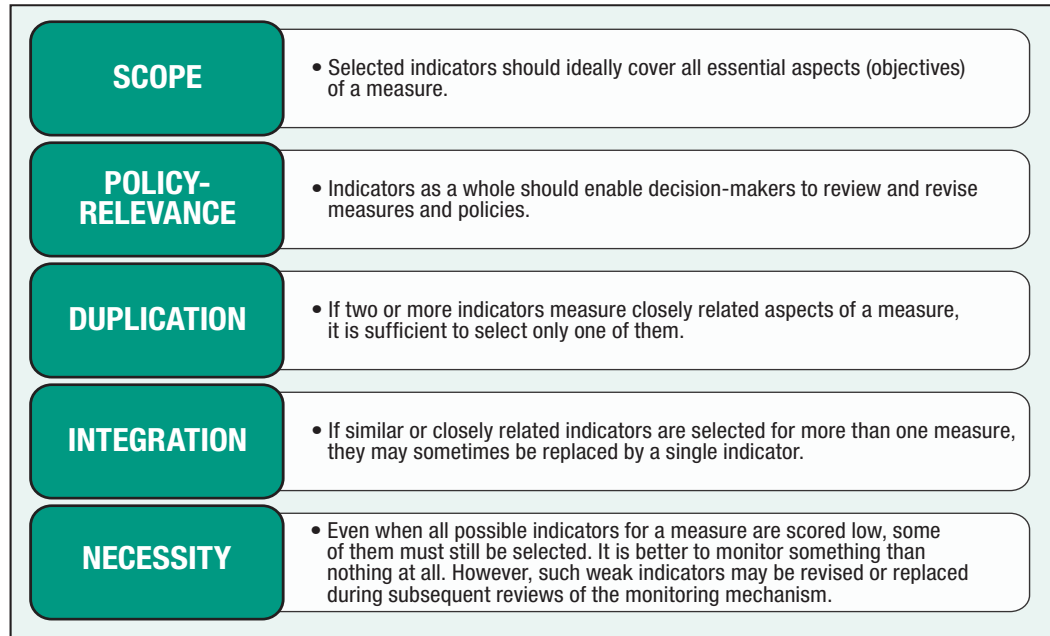 SCOPE
• Selected indicators should ideally cover all essential aspects (objectives)
of a measure.
POLICY-
RELEVANCE
• Indicators as a whole should enable decision-makers to review and revise
measures and policies.
DUPLICATION
• If two or more indicators measure closely related aspects of a measure,
it is sufficient to select only one of them.
INTEGRATION
• If similar or closely related indicators are selected for more than one measure,
they may sometimes be replaced by a single indicator.
NECESSITY
• Even when all possible indicators for a measure are scored low, some
of them must still be selected. It is better to monitor something than
nothing at all. However, such weak indicators may be revised or replaced
during subsequent reviews of the monitoring mechanism.